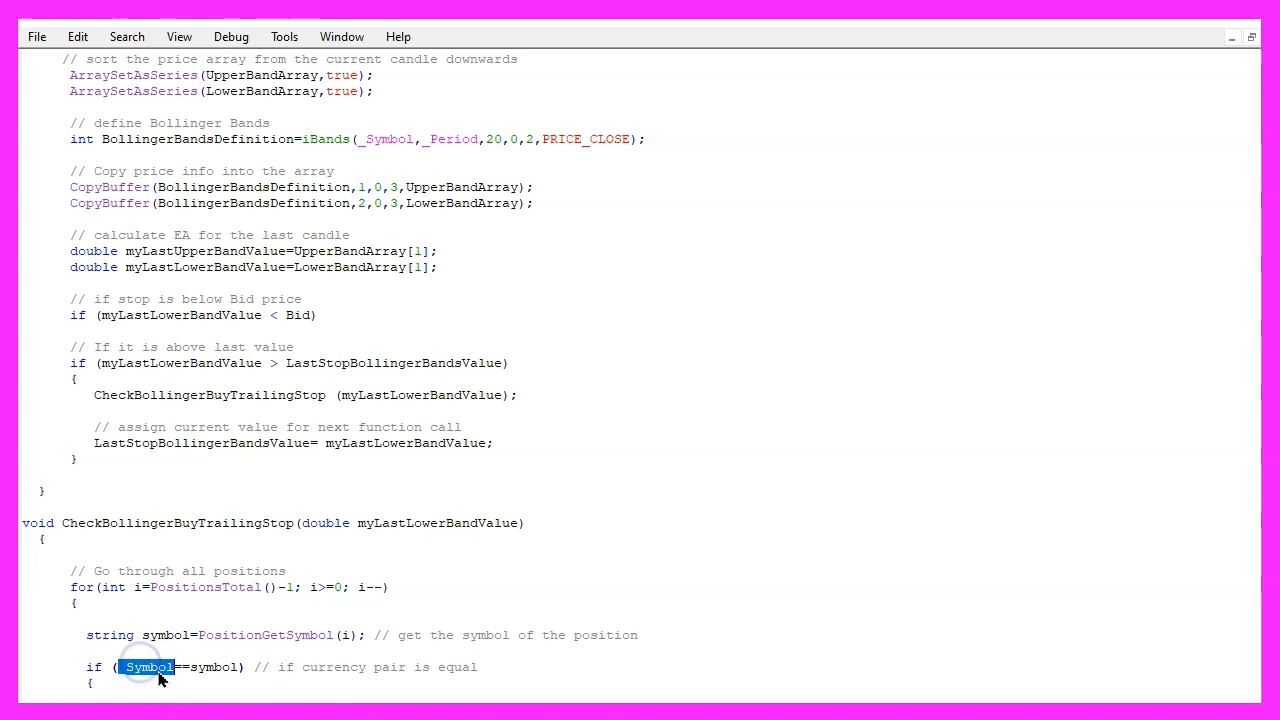 File Edit Search View Debug Tools Window Help
// sort the price array from the current candle downwards
ArraySetAsSeries(UpperBandArray,true);
ArraySetAsSeries(LowerBandArray,true);
// define Bollinger Bands
int BollingerBandsDefinition=iBands(_Symbol,_Period,20,0,2,PRICE_CLOSE);
// Copy price info into the array
CopyBuffer(BollingerBandsDefinition,1,0,3,UpperBandArray);
CopyBuffer(BollingerBandsDefinition,2,0,3,LowerBandArray);
// calculate EA for the last candle
double myLastUpperBandValue=UpperBandArray[1];
double myLastLowerBandValue=LowerBandArray[1];
// if stop is below Bid price
if (myLastLowerBandValue < Bid)
// If it is above last value
if (myLastLowerBandValue > LastStopBollingerBandsValue)
{
CheckBollingerBuyTrailingStop (myLastLowerBandValue);
// assign current value for next function call
LastStopBollingerBandsValue= myLastLowerBandValue;
}
}
void CheckBollingerBuyTrailingStop(double myLastLowerBandValue)
{
// Go through all positions
for(int i=PositionsTotal()-1; i>=0; i--)
{
string symbol=PositionGetSymbol(i); // get the symbol of the position
if (_Symbol==symbol) // if currency pair is equal
{